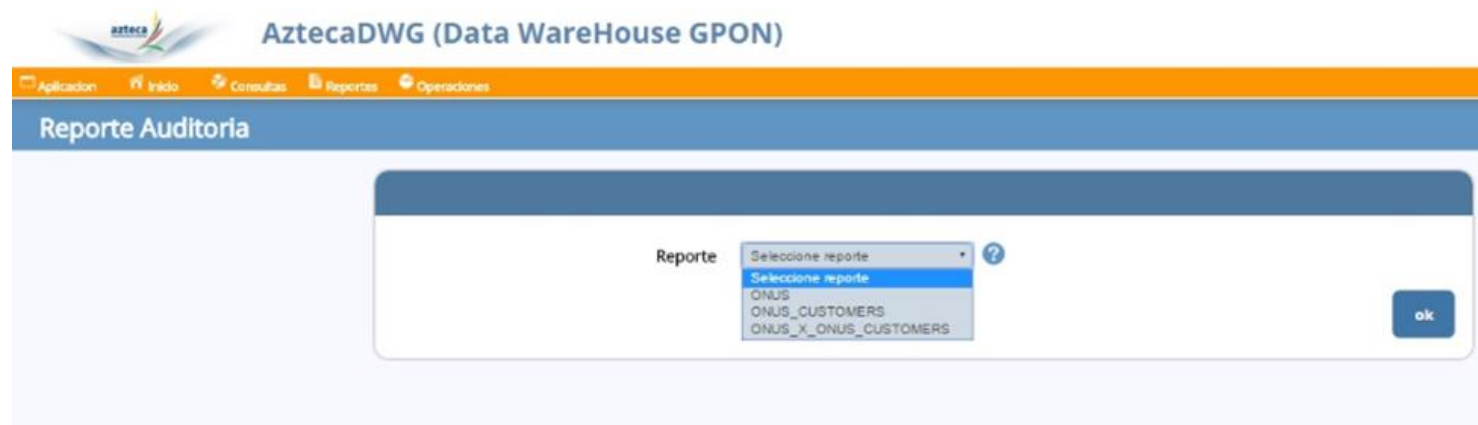 azteca
AztecaDWG (Data WareHouse GPON)
Aplicacion Inicio Consultas Reportes Operaciones
Reporte Auditoria
Reporte Seleccione reporte ?
Seleccione reporte
ONUS
ONUS_CUSTOMERS
ONUS_X_ONUS_CUSTOMERS
ok